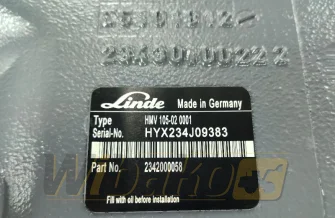 Linde Made in Germany
Type HMV 105-02 0001
Serial-No. HYX234J09383
Part No. 2342000058
Fill with oil before installation